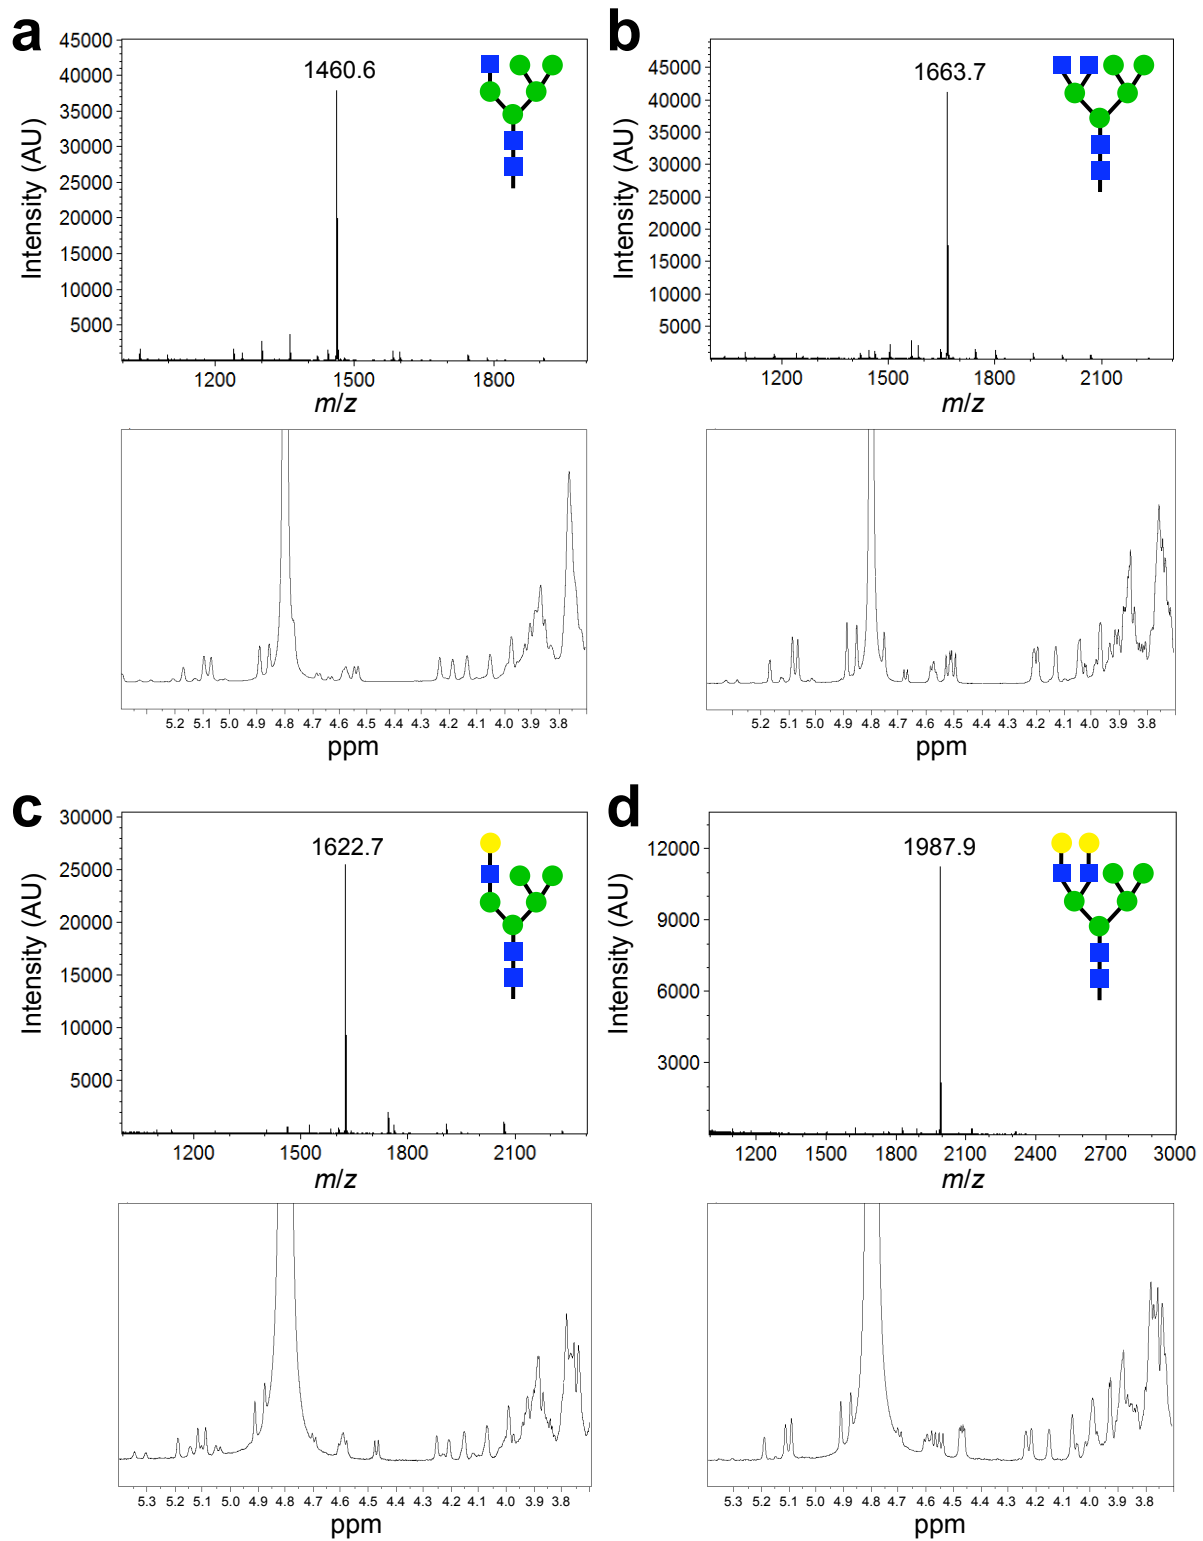 a
45000
40000
35000
30000
25000
20000
15000
10000
5000
Intensity (AU)
1460.6
1200 1500 1800
m/z
5.2 5.1 5.0 4.9 4.8 4.7 4.6 4.5 4.4 4.3 4.2 4.1 4.0 3.9 3.8
ppm
b
45000
40000
35000
30000
25000
20000
15000
10000
5000
Intensity (AU)
1663.7
1200 1500 1800 2100
m/z
5.2 5.1 5.0 4.9 4.8 4.7 4.6 4.5 4.4 4.3 4.2 4.1 4.0 3.9 3.8
ppm
c
30000
25000
20000
15000
10000
5000
Intensity (AU)
1622.7
1200 1500 1800 2100
m/z
5.3 5.2 5.1 5.0 4.9 4.8 4.7 4.6 4.5 4.4 4.3 4.2 4.1 4.0 3.9 3.8
ppm
d
12000
9000
6000
3000
Intensity (AU)
1987.9
1200 1500 1800 2100 2400 2700 3000
m/z
5.3 5.2 5.1 5.0 4.9 4.8 4.7 4.6 4.5 4.4 4.3 4.2 4.1 4.0 3.9 3.8
ppm